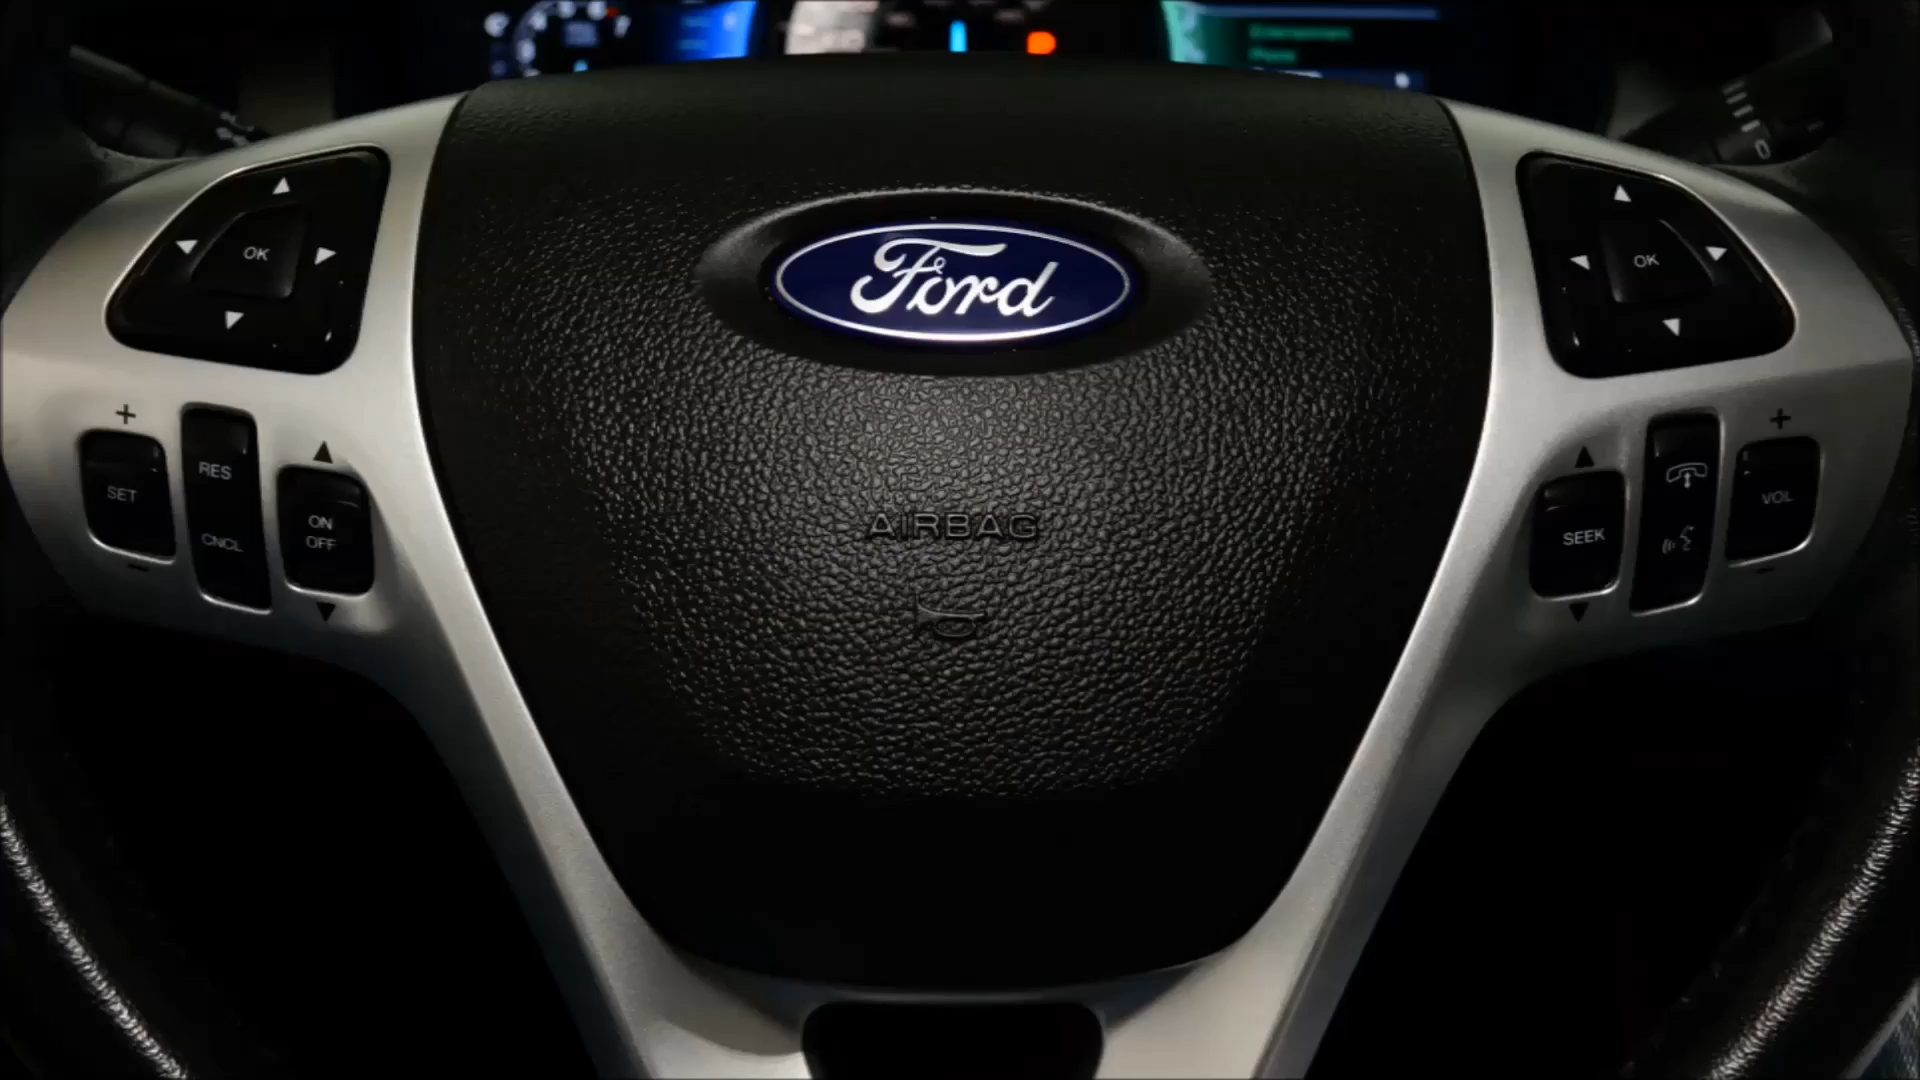 Ford
OK
OK
SET
RES
CNCL
ON
OFF
AIRBAG
SEEK
VOL